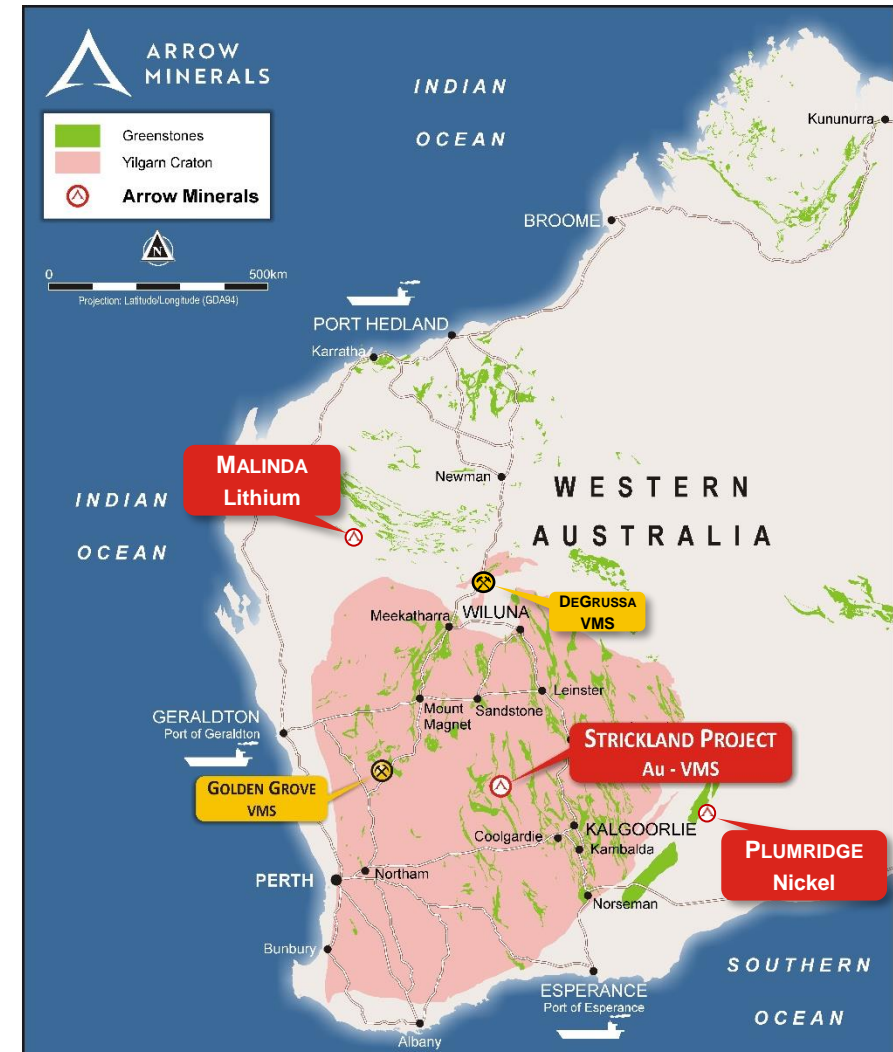 ARROW
MINERALS
Greenstones
Yilgarn Craton
Arrow Minerals
N
0 500km
Projection: Latitude/Longitude (GDA94)
INDIAN
OCEAN
Kununurra
BROOME
PORT HEDLAND
Karratha
MALINDA
Lithium
Newman
INDIAN
OCEAN
WESTERN
AUSTRALIA
DEGRUSSA
VMS
Meekatharra
WILUNA
Leinster
Mount
Magnet
Sandstone
GERALDTON
Port of Geraldton
STRICKLAND PROJECT
Au - VMS
GOLDEN GROVE
VMS
KALGOORLIE
Coolgardie
Kambalda
PLUMRIDGE
Nickel
PERTH
Northam
Norseman
Bunbury
SOUTHERN
OCEAN
ESPERANCE
Port of Esperance
Albany